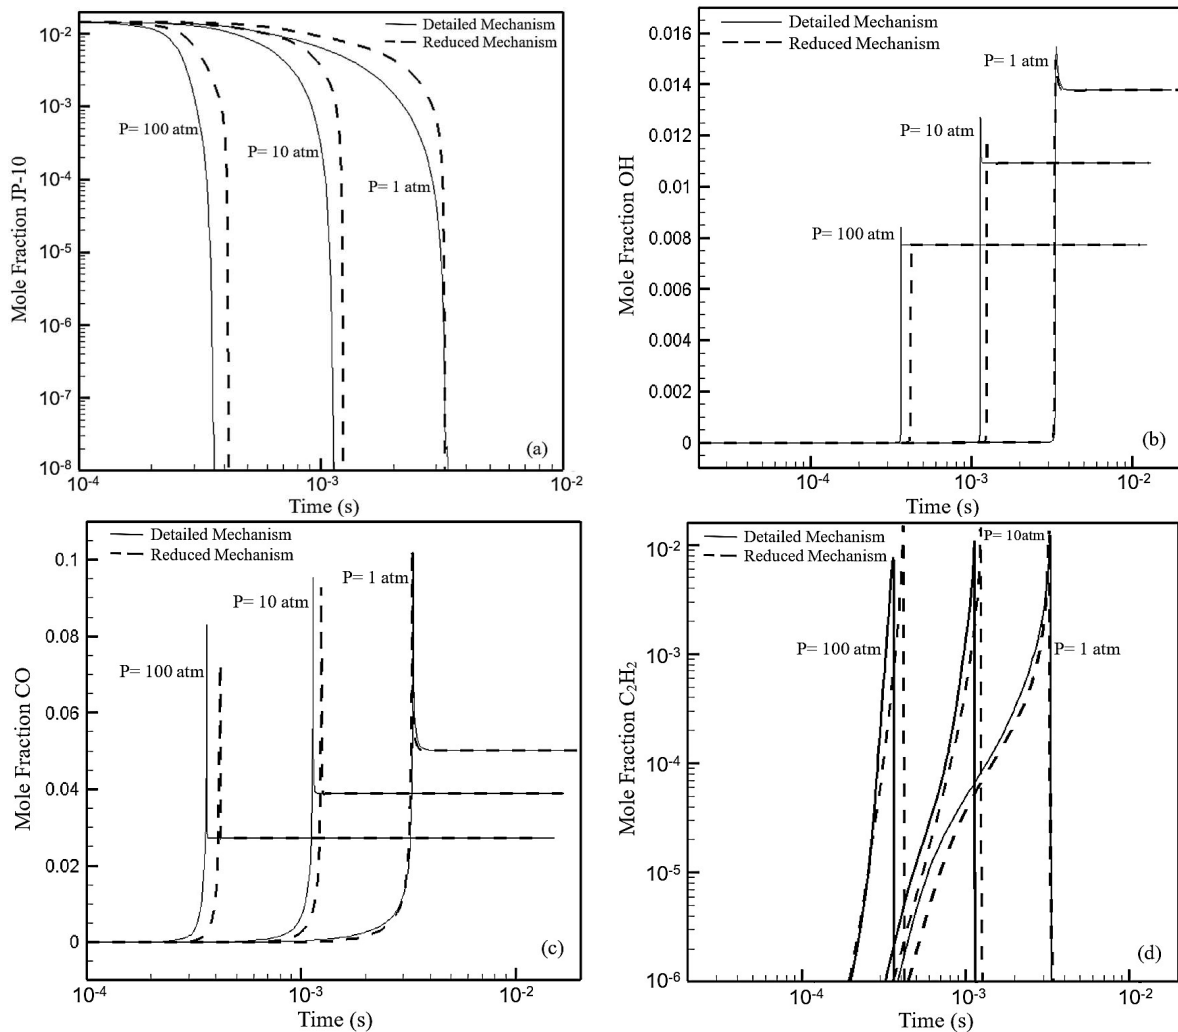 Detailed Mechanism
Reduced Mechanism
10⁻²
10⁻³
10⁻⁴
10⁻⁵
10⁻⁶
10⁻⁷
10⁻⁸
Mole Fraction JP-10
P= 100 atm
P= 10 atm
P= 1 atm
(a)
10⁻⁴ 10⁻³ 10⁻²
Time (s)
Detailed Mechanism
Reduced Mechanism
0.016
0.014
0.012
0.01
0.008
0.006
0.004
0.002
0
Mole Fraction OH
P= 1 atm
P= 10 atm
P= 100 atm
(b)
10⁻⁴ 10⁻³ 10⁻²
Time (s)
Detailed Mechanism
Reduced Mechanism
0.1
0.08
0.06
0.04
0.02
0
Mole Fraction CO
P= 1 atm
P= 10 atm
P= 100 atm
(c)
10⁻⁴ 10⁻³ 10⁻²
Time (s)
Detailed Mechanism
Reduced Mechanism
10⁻²
10⁻³
10⁻⁴
10⁻⁵
10⁻⁶
Mole Fraction C₂H₂
P= 10atm
P= 100 atm
P= 1 atm
(d)
10⁻⁴ 10⁻³ 10⁻²
Time (s)